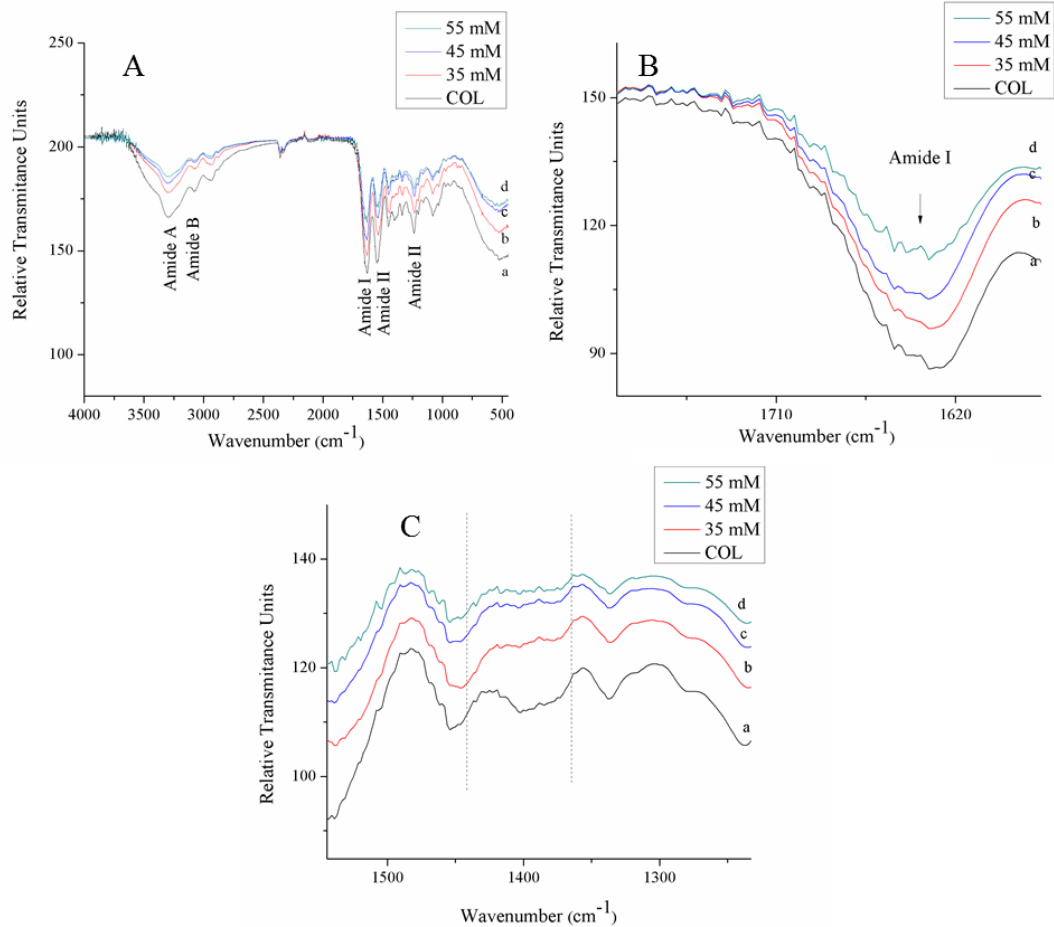 A
55 mM
45 mM
35 mM
COL
250
200
150
100
Relative Transmitance Units
Amide A
Amide B
Amide I
Amide II
Amide II
d
c
b
a
4000 3500 3000 2500 2000 1500 1000 500
Wavenumber (cm-1)
B
55 mM
45 mM
35 mM
COL
150
120
90
Relative Transmitance Units
Amide I
d
c
b
a
1710 1620
Wavenumber (cm-1)
C
55 mM
45 mM
35 mM
COL
140
120
100
Relative Transmitance Units
d
c
b
a
1500 1400 1300
Wavenumber (cm-1)